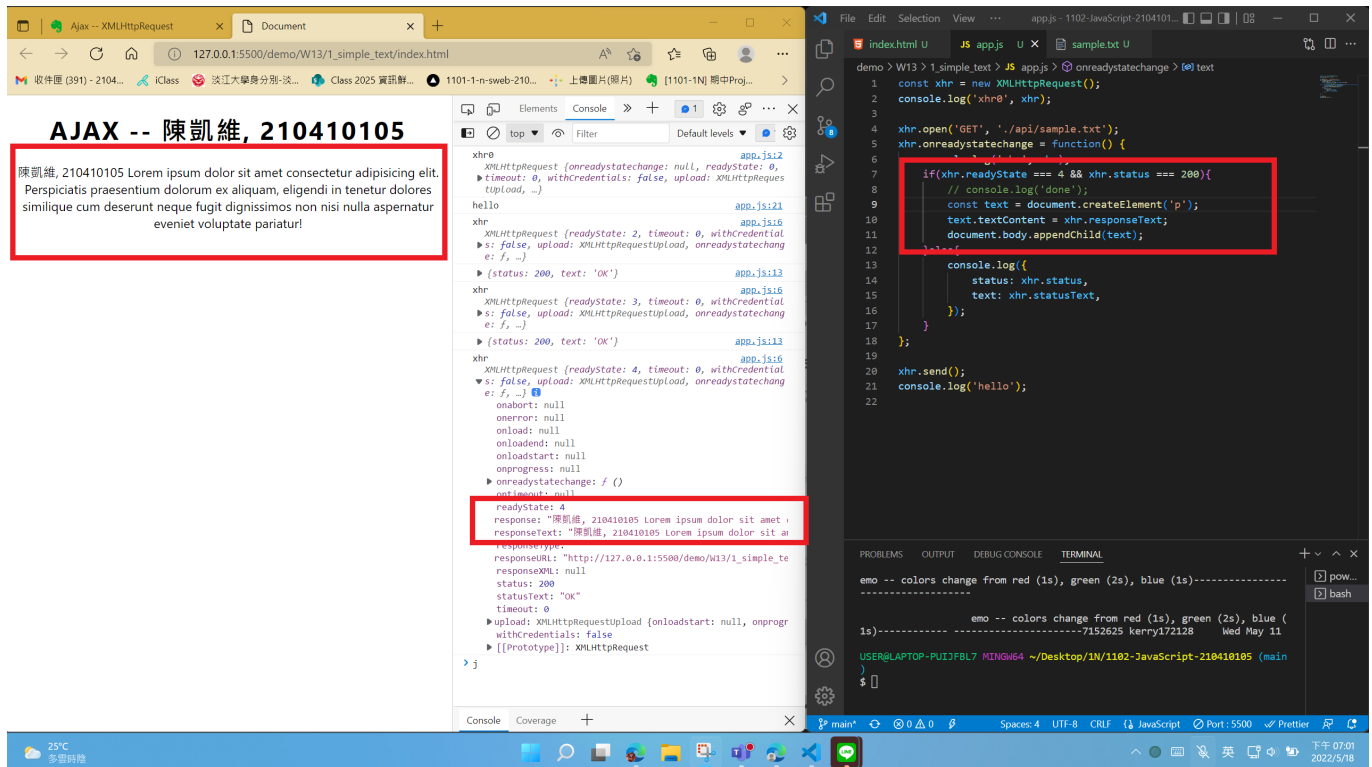 Ajax -- XMLHttpRequest
Document
127.0.0.1:5500/demo/W13/1_simple_text/index.html
收件匣 (391) - 2104...
iClass
淡江大學身分別-淡...
Class 2025 資訊鮮...
1101-1-n-sweb-210...
上傳圖片(照片)
[1101-1N] 期中Proj...
AJAX -- 陳凱維, 210410105
陳凱維, 210410105 Lorem ipsum dolor sit amet consectetur adipisicing elit.
Perspiciatis praesentium dolorum ex aliquam, eligendi in tenetur dolores
similique cum deserunt neque fugit dignissimos non nisi nulla aspernatur
eveniet voluptate pariatur!
Elements
Console
1
top
Filter
Default levels
xhr0 app.js:2
XMLHttpRequest {onreadystatechange: null, readyState: 0,
timeout: 0, withCredentials: false, upload: XMLHttpReques
tUpload, …}
hello app.js:21
xhr app.js:6
XMLHttpRequest {readyState: 2, timeout: 0, withCredential
s: false, upload: XMLHttpRequestUpload, onreadystatechang
e: ƒ, …}
{status: 200, text: 'OK'} app.js:13
xhr app.js:6
XMLHttpRequest {readyState: 3, timeout: 0, withCredential
s: false, upload: XMLHttpRequestUpload, onreadystatechang
e: ƒ, …}
{status: 200, text: 'OK'} app.js:13
xhr app.js:6
XMLHttpRequest {readyState: 4, timeout: 0, withCredential
s: false, upload: XMLHttpRequestUpload, onreadystatechang
e: ƒ, …}
onabort: null
onerror: null
onload: null
onloadend: null
onloadstart: null
onprogress: null
onreadystatechange: ƒ ()
ontimeout: null
readyState: 4
response: "陳凱維, 210410105 Lorem ipsum dolor sit amet
responseText: "陳凱維, 210410105 Lorem ipsum dolor sit a
responseType:
responseURL: "http://127.0.0.1:5500/demo/W13/1_simple_te
responseXML: null
status: 200
statusText: "OK"
timeout: 0
upload: XMLHttpRequestUpload {onloadstart: null, onprogr
withCredentials: false
[[Prototype]]: XMLHttpRequest
j
Console
Coverage
File Edit Selection View ··· app.js - 1102-JavaScript-2104101...
index.html U
JS app.js U
sample.txt U
demo > W13 > 1_simple_text > JS app.js > onreadystatechange > text
1 const xhr = new XMLHttpRequest();
2 console.log('xhr0', xhr);
3
4 xhr.open('GET', './api/sample.txt');
5 xhr.onreadystatechange = function() {
6
7 if(xhr.readyState === 4 && xhr.status === 200){
8 // console.log('done');
9 const text = document.createElement('p');
10 text.textContent = xhr.responseText;
11 document.body.appendChild(text);
12 }else{
13 console.log({
14 status: xhr.status,
15 text: xhr.statusText,
16 });
17 }
18 };
19
20 xhr.send();
21 console.log('hello');
22
8
PROBLEMS OUTPUT DEBUG CONSOLE TERMINAL
emo -- colors change from red (1s), green (2s), blue (1s)----------------
-------------------
emo -- colors change from red (1s), green (2s), blue (
1s)------------ ----------------------7152625 kerry172128 Wed May 11
USER@LAPTOP-PUIJFBL7 MINGW64 ~/Desktop/1N/1102-JavaScript-210410105 (main
)
$
pow...
bash
main* 0 0 Spaces: 4 UTF-8 CRLF JavaScript Port : 5500 Prettier
25°C
多雲時陰
英
下午 07:01
2022/5/18